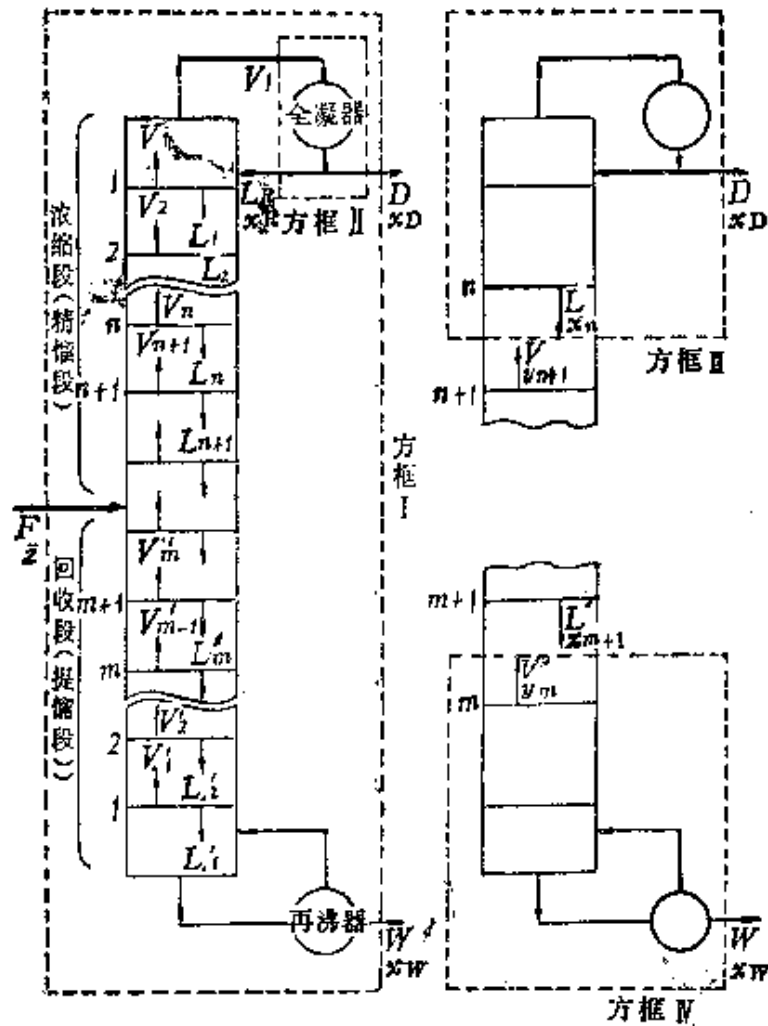 V1
全凝器
V
1
LR
xR
D
xD
方框 Ⅱ
V2
L1
2
L2
Vn
n
Vn+1
Ln
n+1
Ln+1
浓缩段(精馏段)
方框 Ⅰ
F
z
V'm
m+1
V'm-1
L'm
m
V'2
2
V'1
L'2
1
L'1
回收段(提馏段)
再沸器
W
xW
D
xD
n
L
xn
V
yn+1
方框 Ⅲ
n+1
m+1
L'
xm+1
V'
ym
m
W
xW
方框 Ⅳ